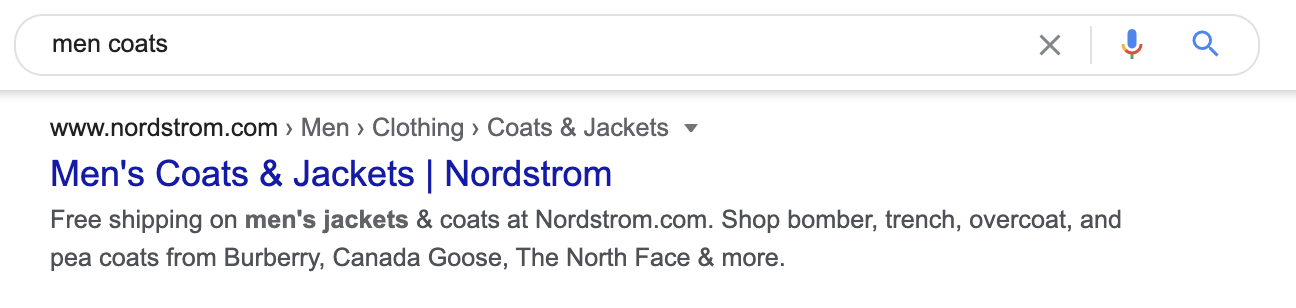 men coats
www.nordstrom.com › Men › Clothing › Coats & Jackets
Men's Coats & Jackets | Nordstrom
Free shipping on men's jackets & coats at Nordstrom.com. Shop bomber, trench, overcoat, and
pea coats from Burberry, Canada Goose, The North Face & more.